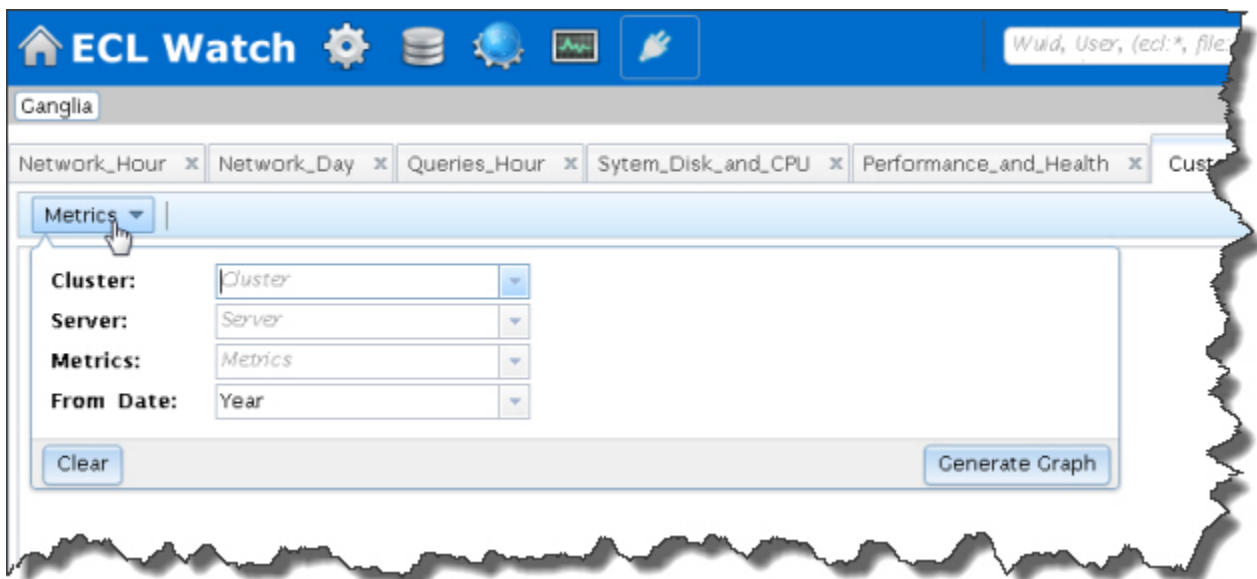 ECL Watch Wuid, User, (ecl:*, file:
Ganglia
Network_Hour x Network_Day x Queries_Hour x Sytem_Disk_and_CPU x Performance_and_Health x
Metrics
Cluster: Cluster
Server: Server
Metrics: Metrics
From Date: Year
Clear Generate Graph